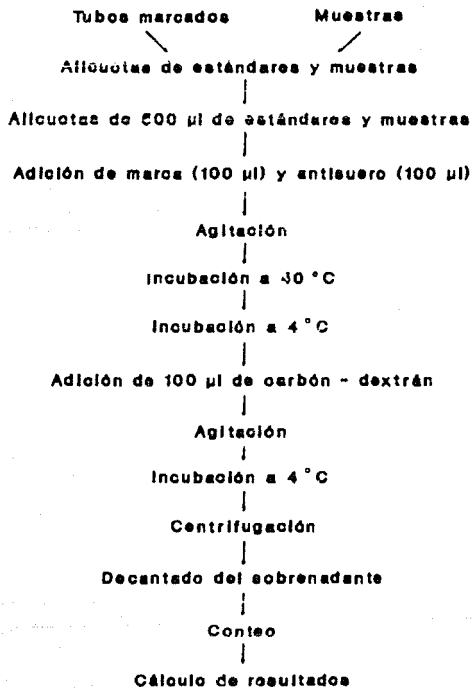 Tubos marcados Muestras
Alícuotas de estándares y muestras
Alícuotas de 500 µl de estándares y muestras
Adición de marca (100 µl) y antisuero (100 µl)
Agitación
Incubación a °C
Incubación a 4°C
Adición de 100 µl de carbón - dextrán
Agitación
Incubación a 4°C
Centrifugación
Decantado del sobrenadante
Conteo
Cálculo de resultados